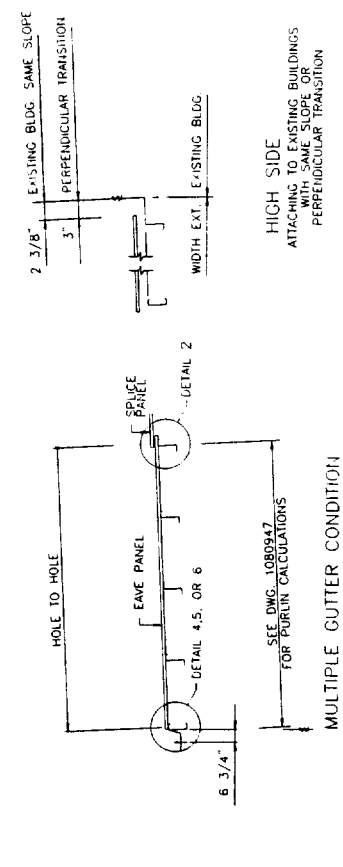 HOLE TO HOLE
EAVE PANEL
SPLICE
PANEL
DETAIL 2
DETAIL 4,5, OR 6
6 3/4"
SEE DWG. 1080947
FOR PURLIN CALCULATIONS
MULTIPLE GUTTER CONDITION
2 3/8"
EXISTING BLDG SAME SLOPE
3"
PERPENDICULAR TRANSITION
WIDTH EXT.
EXISTING BLDG.
HIGH SIDE
ATTACHING TO EXISTING BUILDINGS
WITH SAME SLOPE OR
PERPENDICULAR TRANSITION